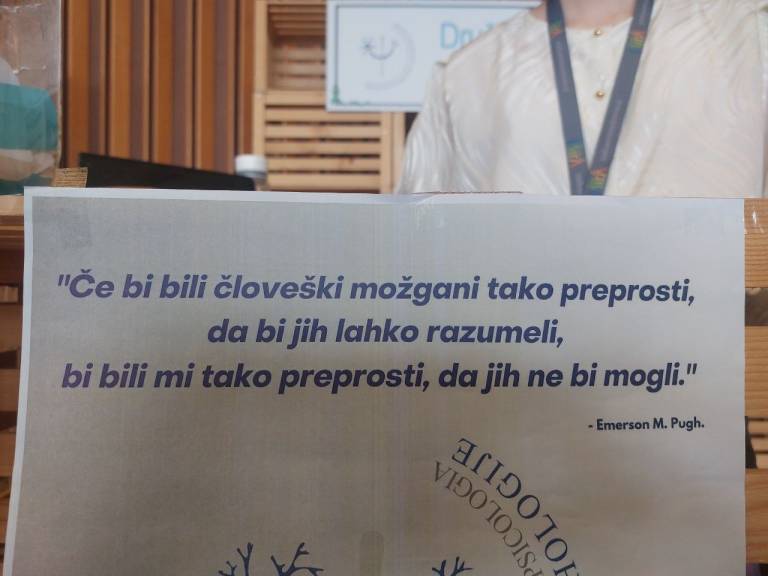 "Če bi bili človeški možgani tako preprosti,
da bi jih lahko razumeli,
bi bili mi tako preprosti, da jih ne bi mogli."
- Emerson M. Pugh.
PSICOLOGIA